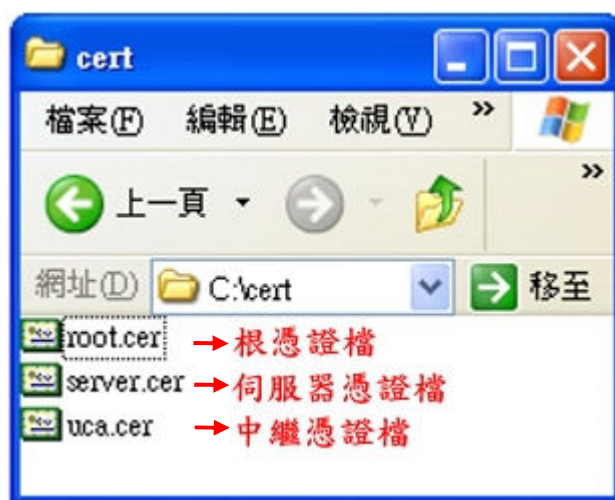 cert
檔案(F) 編輯(E) 檢視(V) »
上一頁 »
網址(D) C:\cert 移至
root.cer →根憑證檔
server.cer →伺服器憑證檔
uca.cer →中繼憑證檔